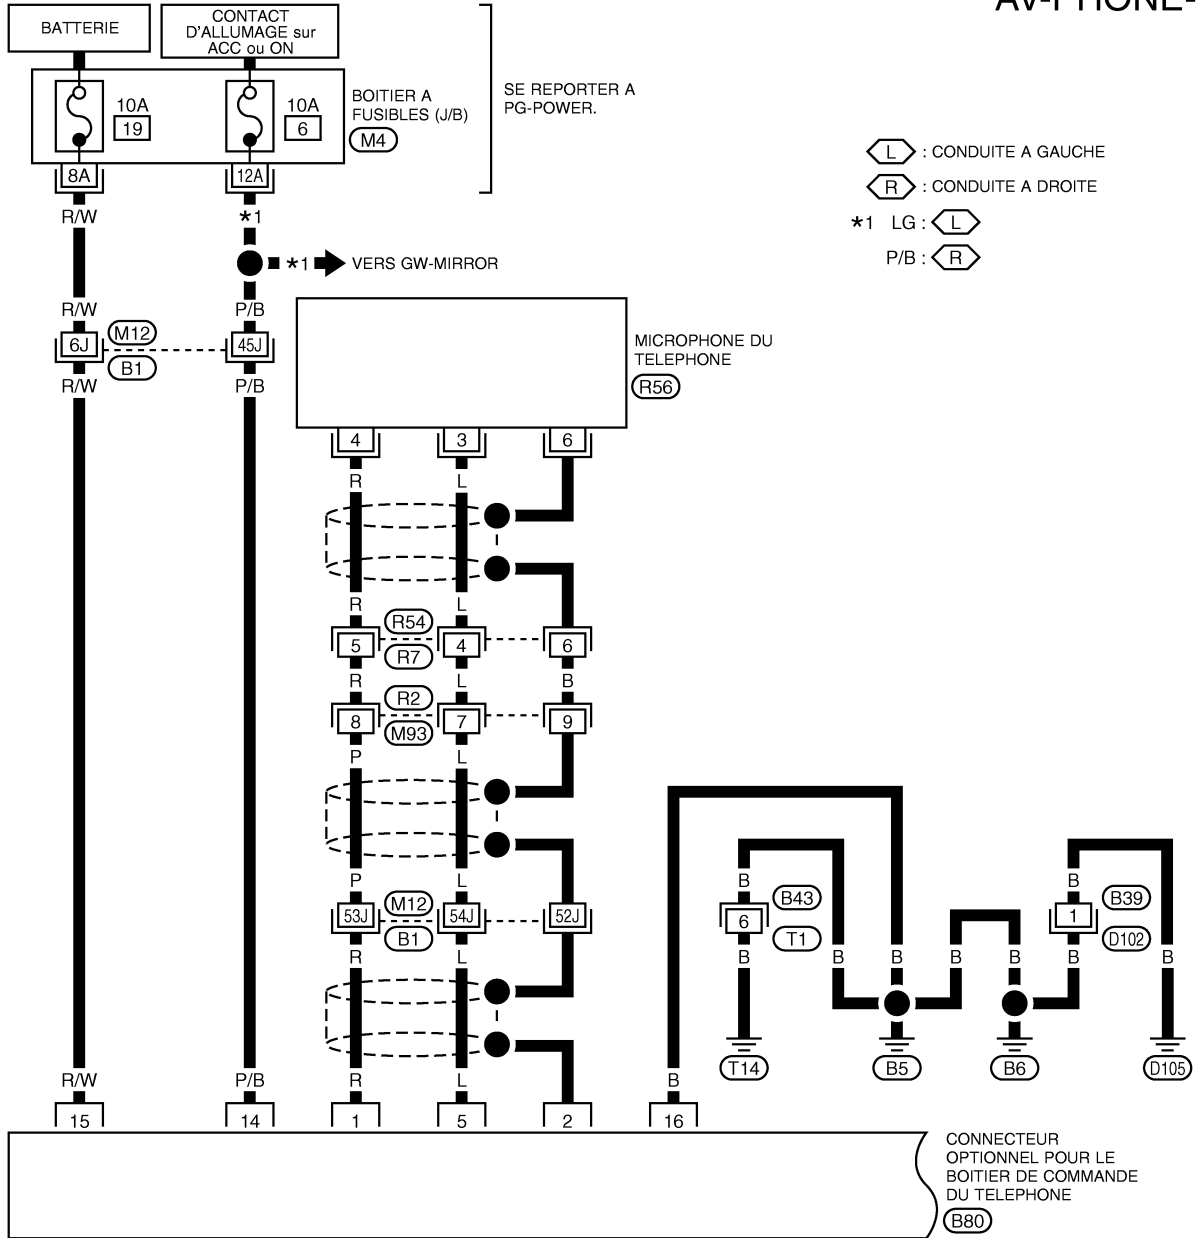 AV-PHONE-
BATTERIE
CONTACT
D'ALLUMAGE sur
ACC ou ON
10A
19
10A
6
BOITIER A
FUSIBLES (J/B)
M4
SE REPORTER A
PG-POWER.
8A
12A
L : CONDUITE A GAUCHE
R : CONDUITE A DROITE
*1 LG : L
P/B : R
R/W
*1
*1 VERS GW-MIRROR
R/W
P/B
6J
M12
B1
45J
R/W
P/B
MICROPHONE DU
TELEPHONE
R56
4
3
6
R
L
R
L
R54
5
4
6
R7
R
L
B
R2
8
7
9
M93
P
L
P
L
M12
53J
54J
52J
B1
R
L
B
B43
6
T1
B
B
B
B
B
B
B39
1
D102
B
B
B
T14
B5
B6
D105
R/W
P/B
R
L
B
15
14
1
5
2
16
CONNECTEUR
OPTIONNEL POUR LE
BOITIER DE COMMANDE
DU TELEPHONE
B80